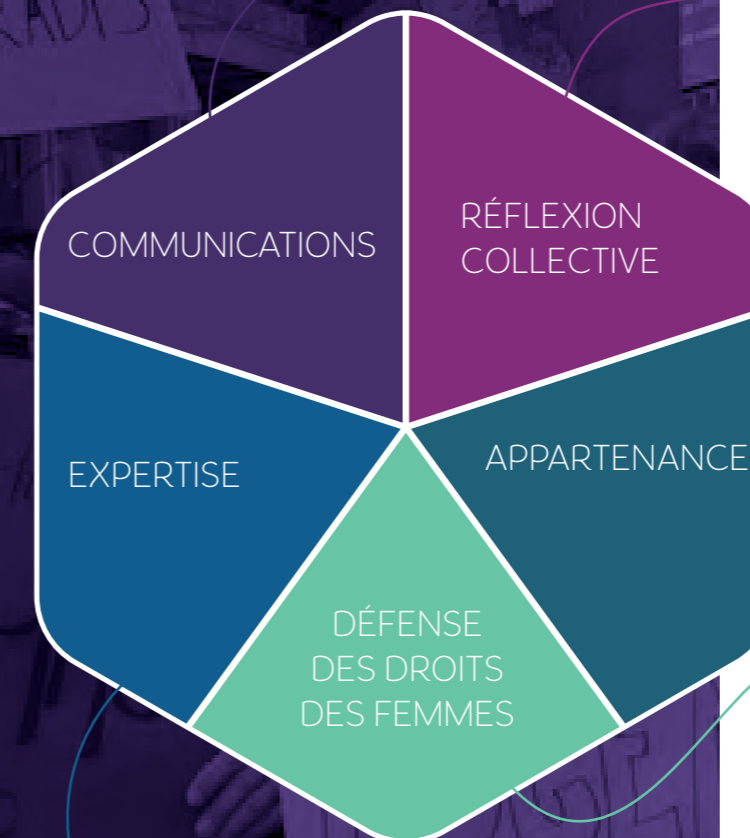 COMMUNICATIONS
RÉFLEXION
COLLECTIVE
EXPERTISE
APPARTENANCE
DÉFENSE
DES DROITS
DES FEMMES